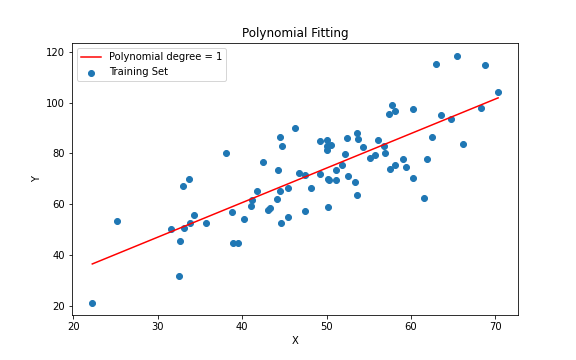 Polynomial Fitting
Polynomial degree = 1
Training Set
Y
120
100
80
60
40
20
20 30 40 50 60 70
X